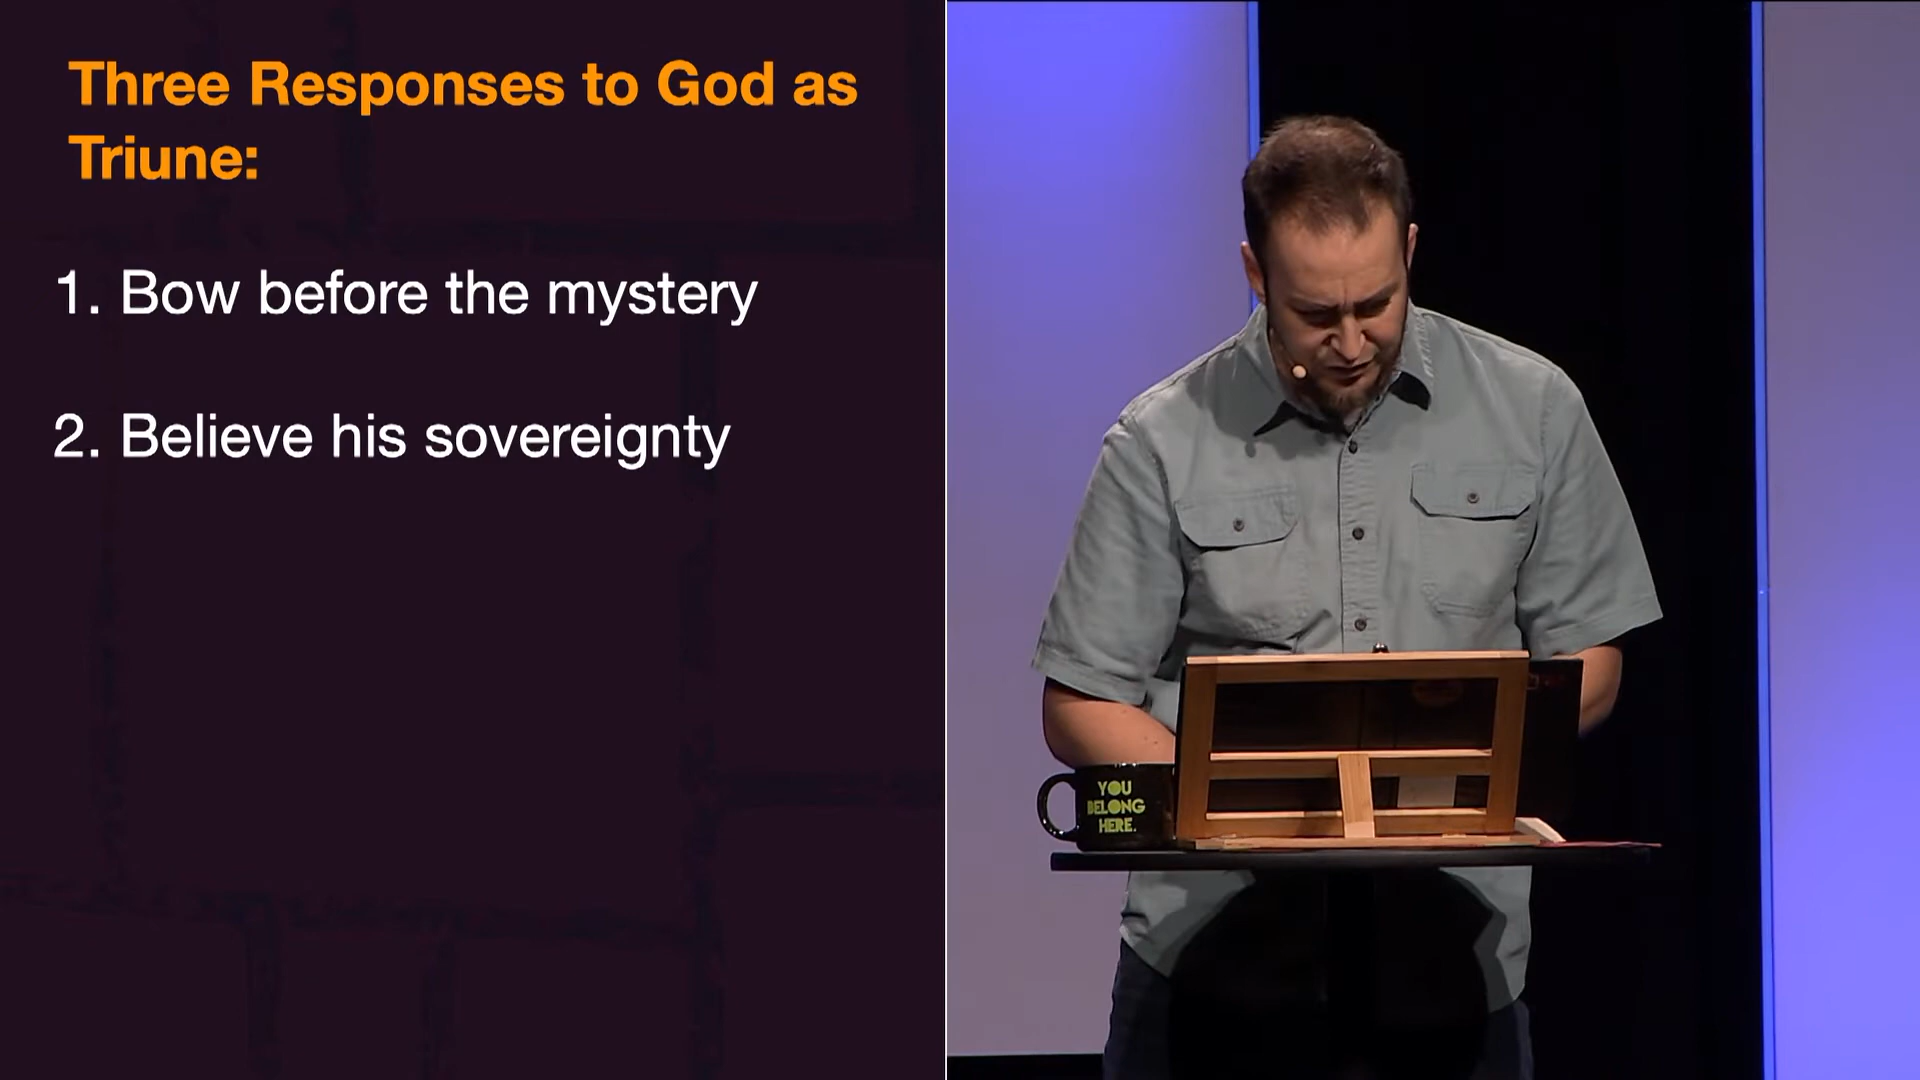 Three Responses to God as
Triune:
1. Bow before the mystery
2. Believe his sovereignty
YOU
BELONG
HERE.